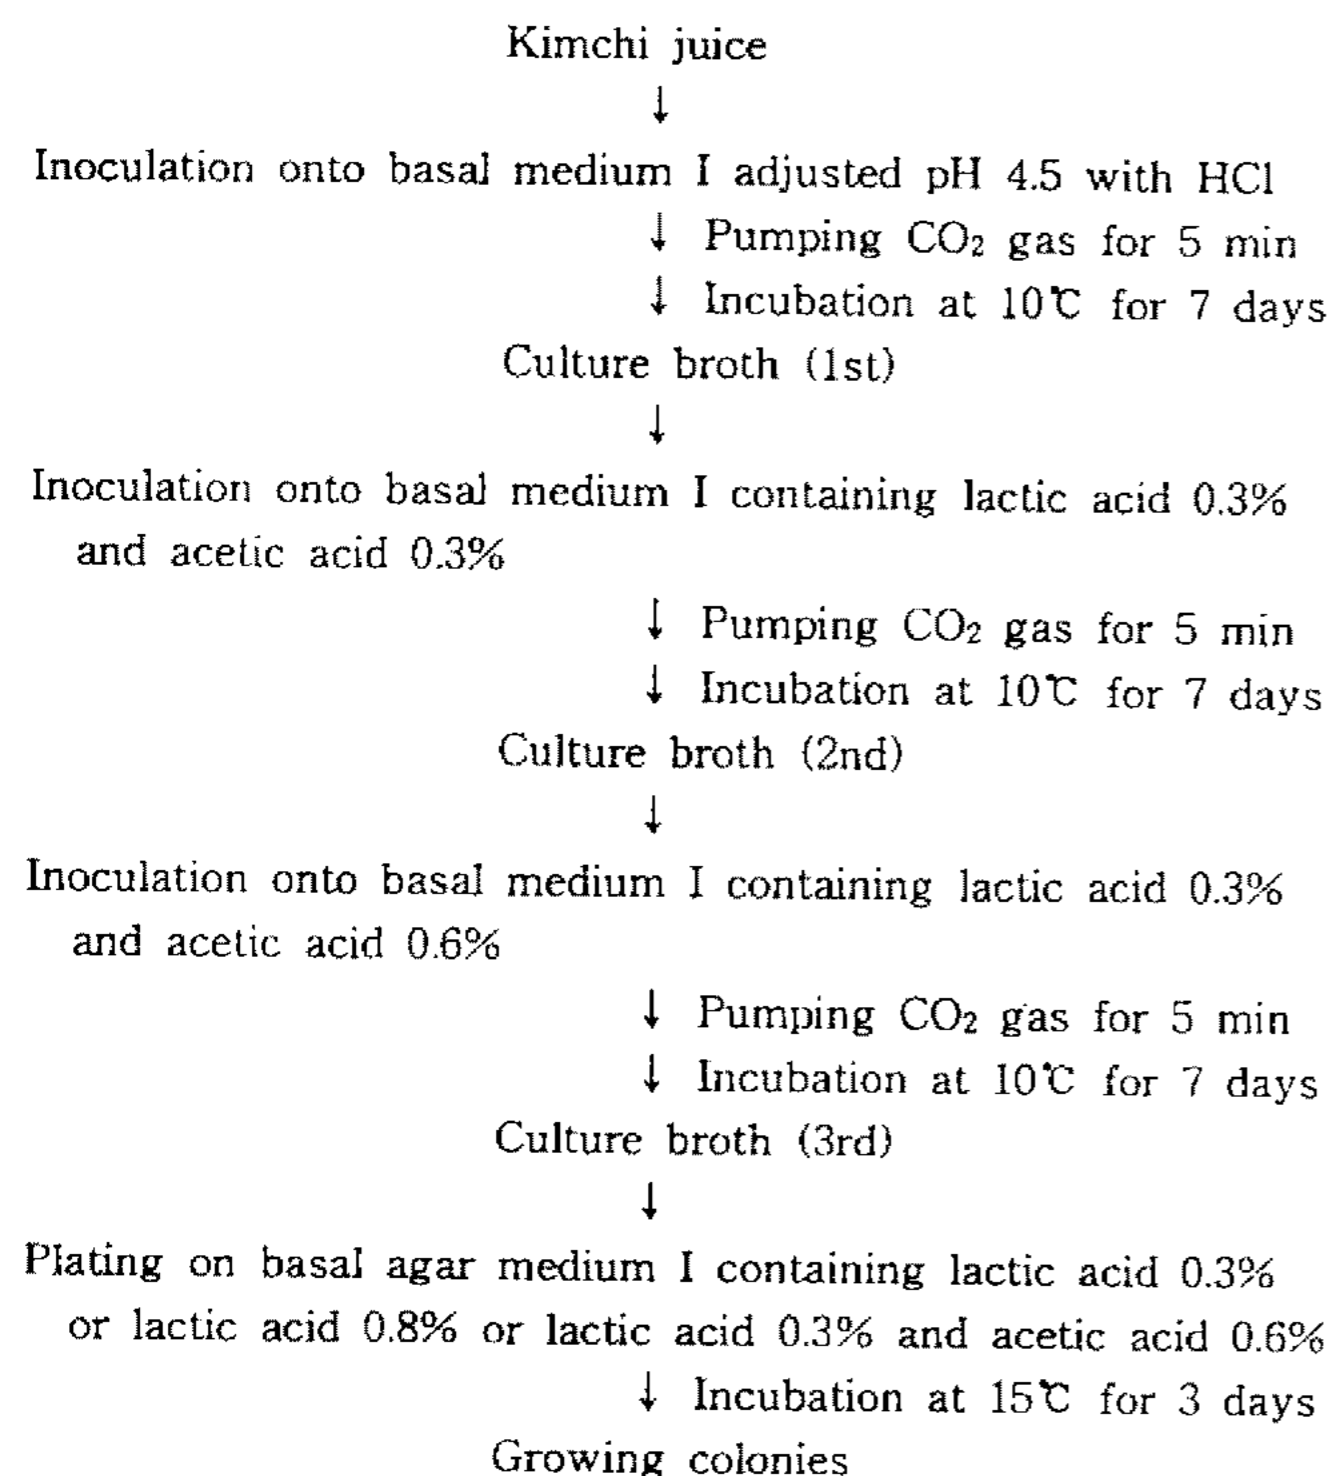 Kimchi juice
↓
Inoculation onto basal medium I adjusted pH 4.5 with HCl
↓ Pumping CO₂ gas for 5 min
↓ Incubation at 10℃ for 7 days
Culture broth (1st)
↓
Inoculation onto basal medium I containing lactic acid 0.3%
and acetic acid 0.3%
↓ Pumping CO₂ gas for 5 min
↓ Incubation at 10℃ for 7 days
Culture broth (2nd)
↓
Inoculation onto basal medium I containing lactic acid 0.3%
and acetic acid 0.6%
↓ Pumping CO₂ gas for 5 min
↓ Incubation at 10℃ for 7 days
Culture broth (3rd)
↓
Plating on basal agar medium I containing lactic acid 0.3%
or lactic acid 0.8% or lactic acid 0.3% and acetic acid 0.6%
↓ Incubation at 15℃ for 3 days
Growing colonies